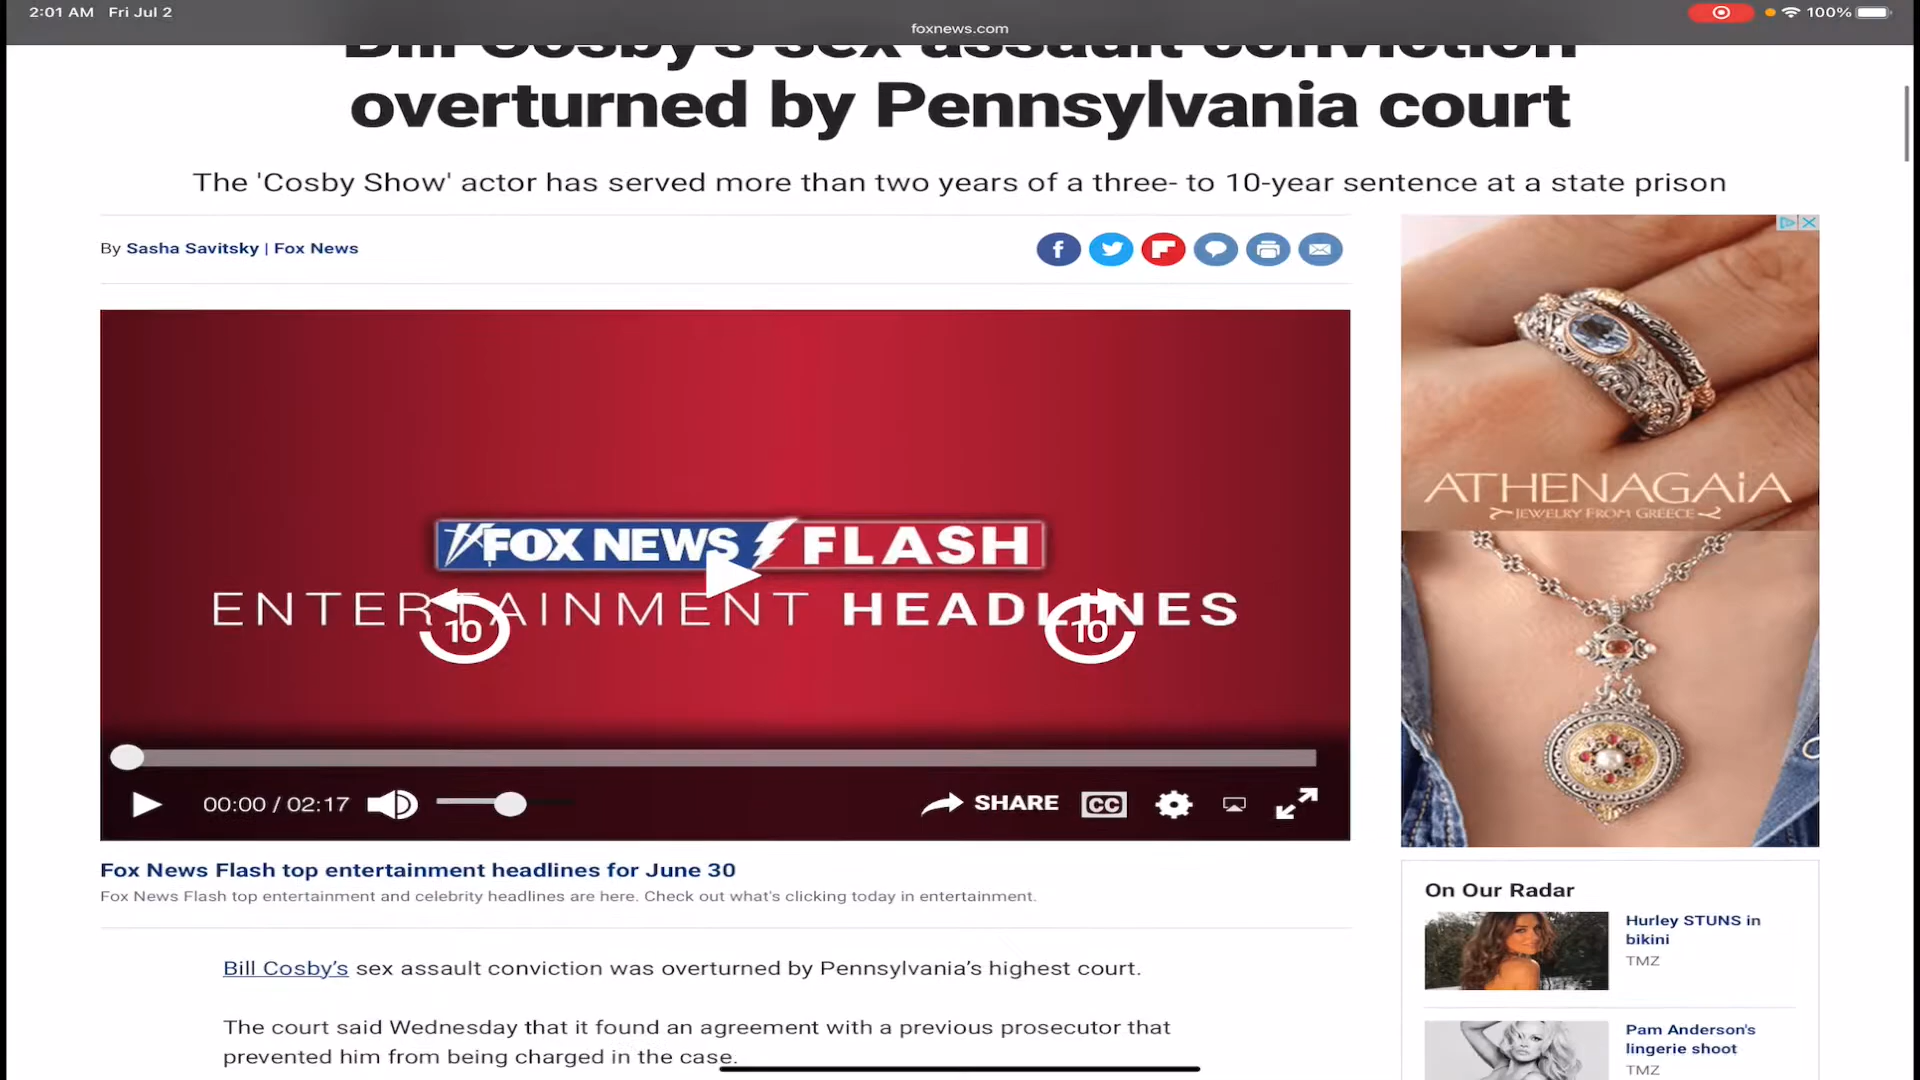 2:01 AM Fri Jul 2
100%
foxnews.com
Bill Cosby's sex assault conviction
overturned by Pennsylvania court
The 'Cosby Show' actor has served more than two years of a three- to 10-year sentence at a state prison
By Sasha Savitsky | Fox News
FOX NEWS FLASH
ENTERTAINMENT HEADLINES
10
10
00:00 / 02:17
SHARE
CC
Fox News Flash top entertainment headlines for June 30
Fox News Flash top entertainment and celebrity headlines are here. Check out what's clicking today in entertainment.
Bill Cosby's sex assault conviction was overturned by Pennsylvania's highest court.
The court said Wednesday that it found an agreement with a previous prosecutor that
prevented him from being charged in the case.
ATHENAGAiA
JEWELRY FROM GREECE
On Our Radar
Hurley STUNS in
bikini
TMZ
Pam Anderson's
lingerie shoot
TMZ